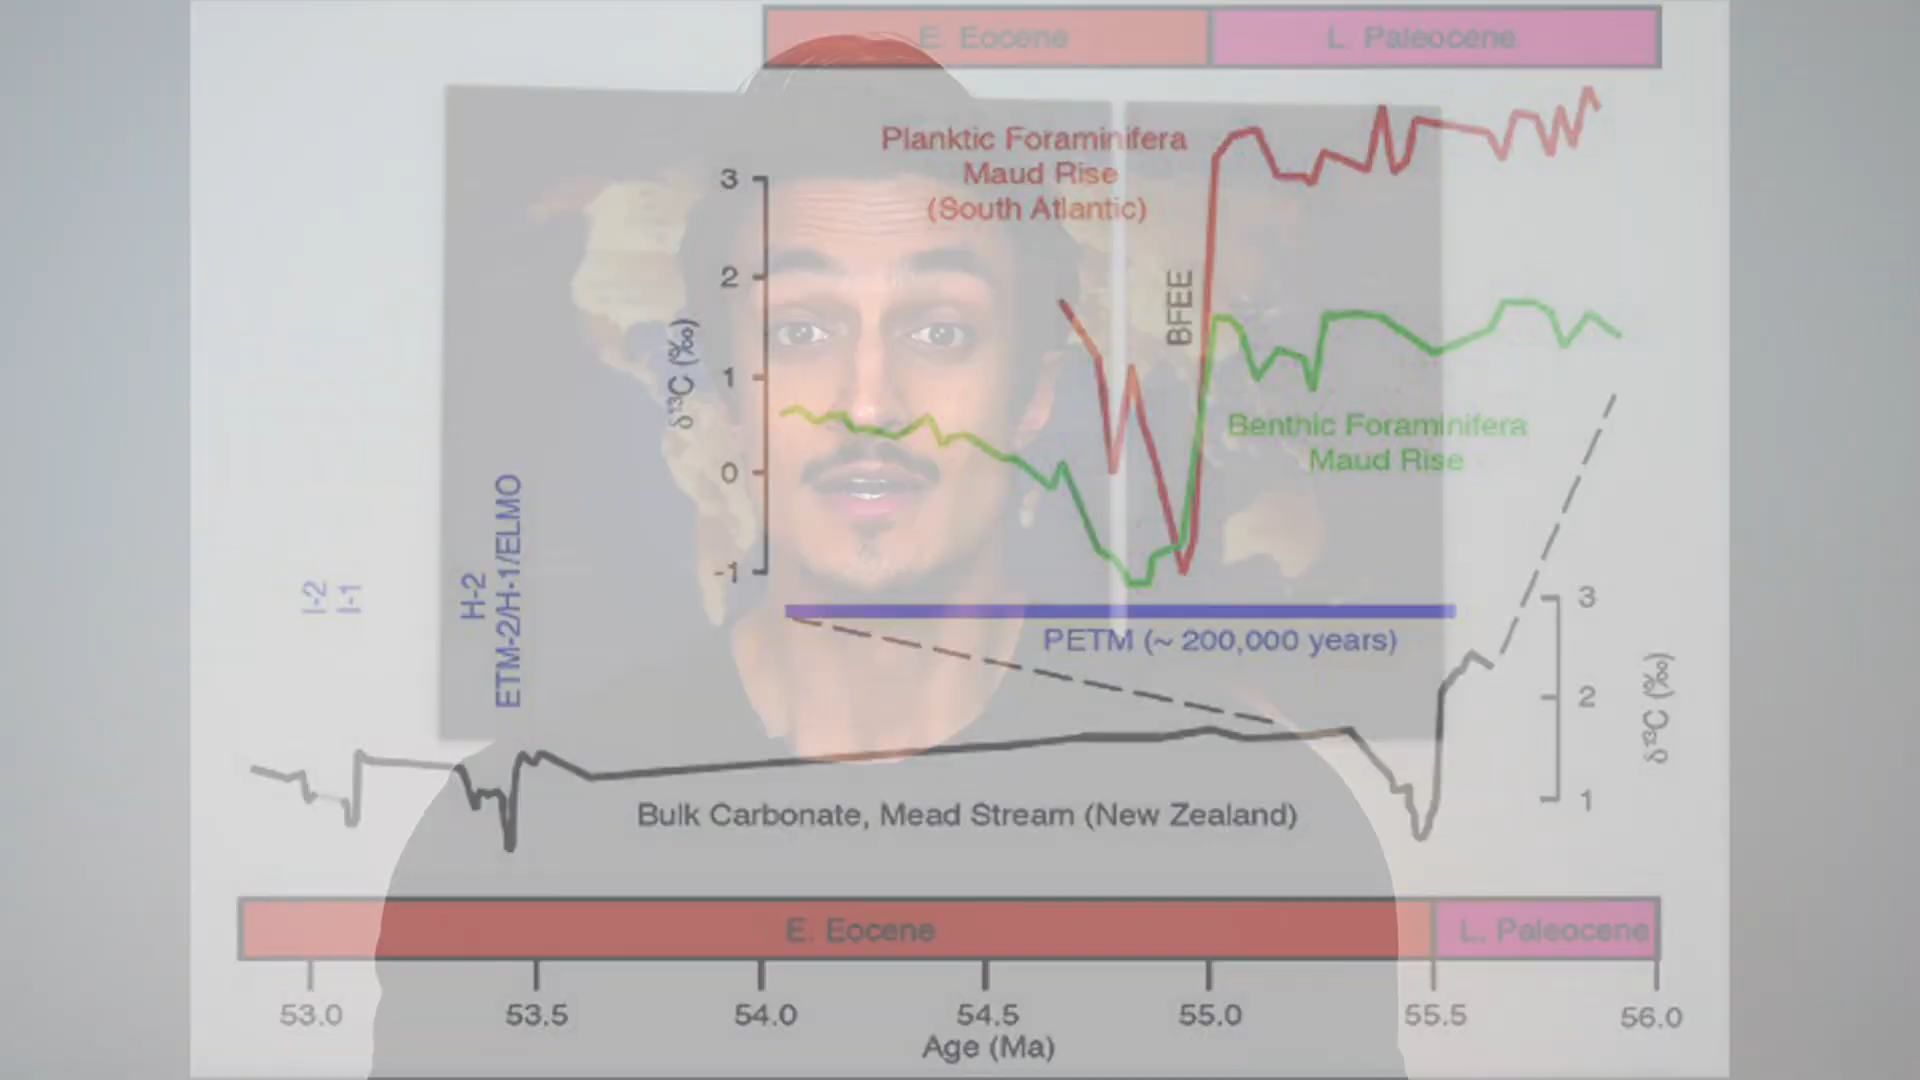 E. Eocene
L. Paleocene
Planktic Foraminifera
Maud Rise
(South Atlantic)
3
2
1
0
-1
δ¹³C (‰)
BFEE
Benthic Foraminifera
Maud Rise
PETM (~ 200,000 years)
I-2
I-1
H-2
ETM-2/H-1/ELMO
3
2
1
δ¹³C (‰)
Bulk Carbonate, Mead Stream (New Zealand)
E. Eocene
L. Paleocene
53.0
53.5
54.0
54.5
55.0
55.5
56.0
Age (Ma)